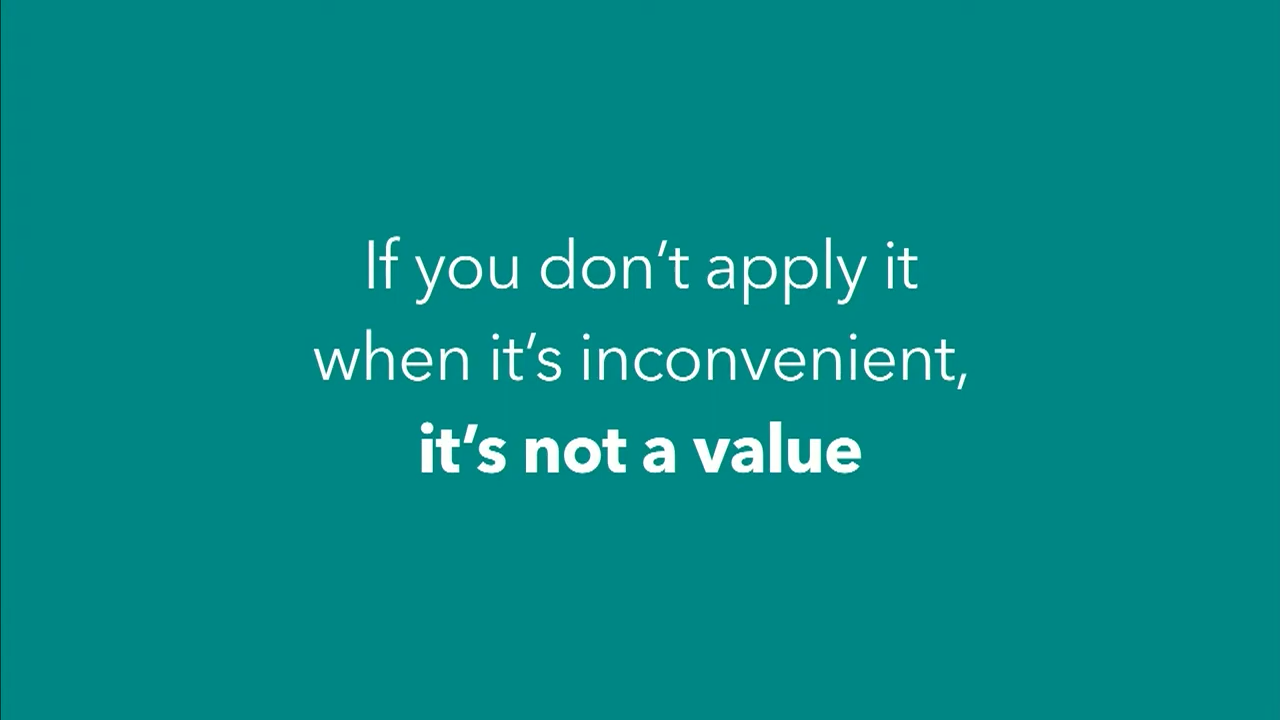 If you don’t apply it
when it’s inconvenient,
it’s not a value